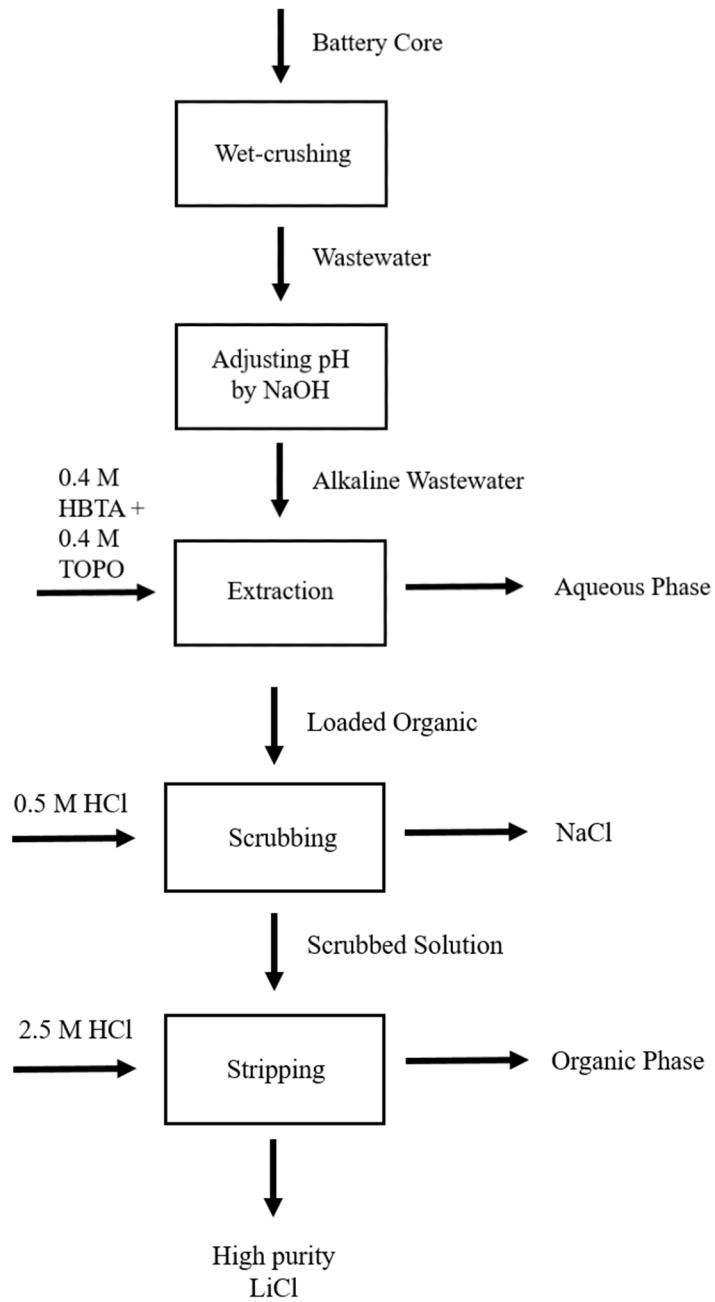 Battery Core
Wet-crushing
Wastewater
Adjusting pH
by NaOH
Alkaline Wastewater
0.4 M
HBTA +
0.4 M
TOPO
Extraction
Aqueous Phase
Loaded Organic
0.5 M HCl
Scrubbing
NaCl
Scrubbed Solution
2.5 M HCl
Stripping
Organic Phase
High purity
LiCl